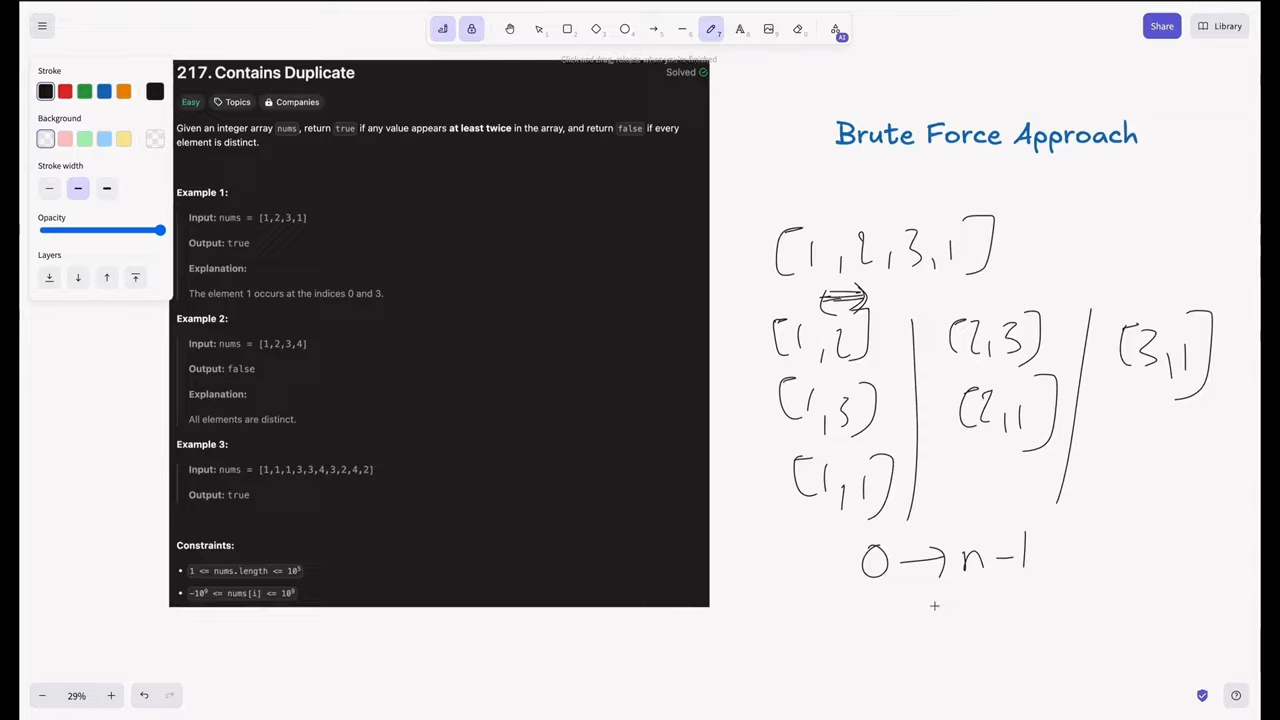 Share
Library
Stroke
Background
Stroke width
Opacity
Layers
217. Contains Duplicate
Solved
Easy Topics Companies
Given an integer array nums, return true if any value appears at least twice in the array, and return false if every
element is distinct.
Example 1:
Input: nums = [1,2,3,1]
Output: true
Explanation:
The element 1 occurs at the indices 0 and 3.
Example 2:
Input: nums = [1,2,3,4]
Output: false
Explanation:
All elements are distinct.
Example 3:
Input: nums = [1,1,1,3,3,4,3,2,4,2]
Output: true
Constraints:
• 1 <= nums.length <= 10⁵
• -10⁹ <= nums[i] <= 10⁹
Brute Force Approach
[1,2,3,1]
[1,2] [2,3] [3,1]
[1,3] [2,1]
[1,1]
0 → n-1
29%